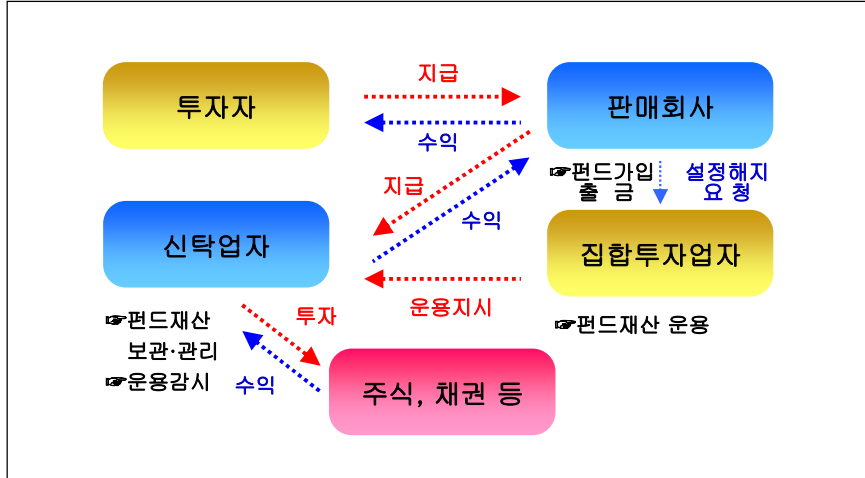 지급
투자자
판매회사
수익
☞펀드가입
출 금
설정해지
요 청
지급
수익
신탁업자
집합투자업자
운용지시
☞펀드재산
보관·관리
☞운용감시
투자
☞펀드재산 운용
수익
주식, 채권 등